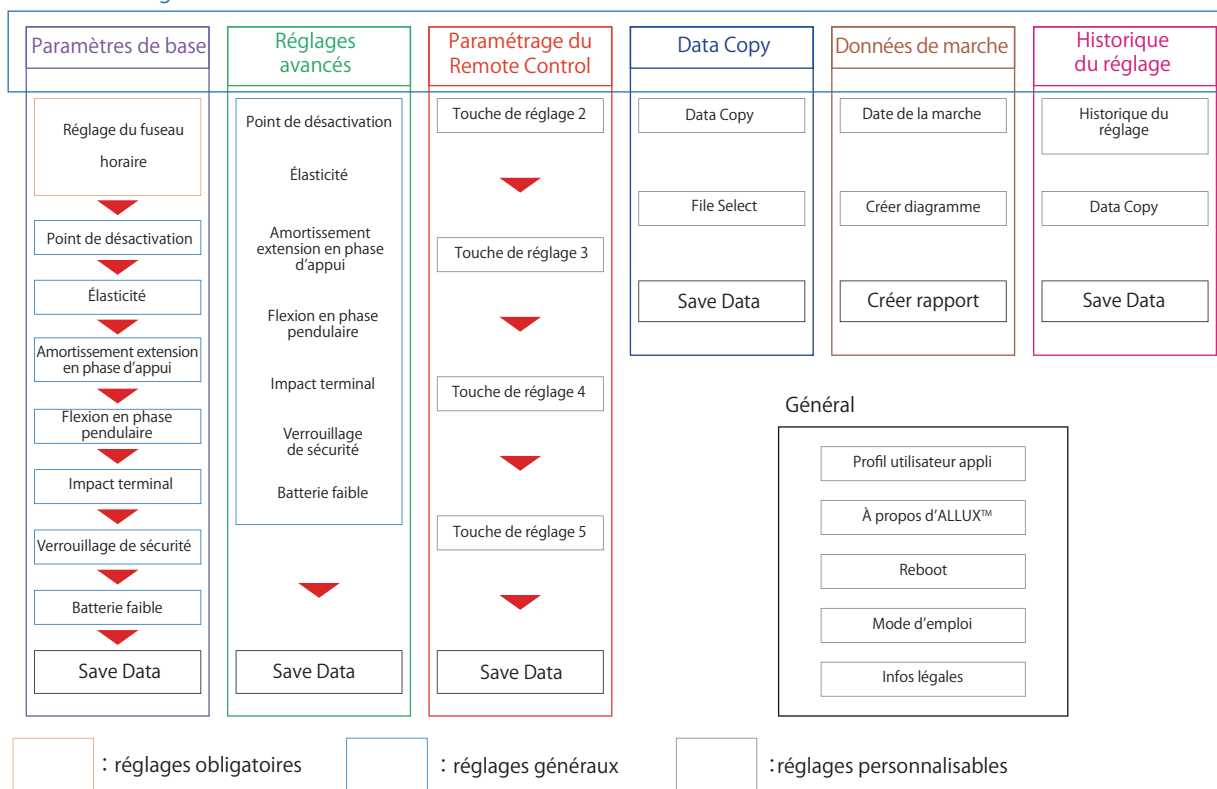 Paramètres de base
Réglages
avancés
Paramétrage du
Remote Control
Data Copy
Données de marche
Historique
du réglage
Réglage du fuseau
horaire
Point de désactivation
Élasticité
Amortissement extension
en phase d'appui
Flexion en phase
pendulaire
Impact terminal
Verrouillage de sécurité
Batterie faible
Save Data
Point de désactivation
Élasticité
Amortissement
extension en phase
d'appui
Flexion en phase
pendulaire
Impact terminal
Verrouillage
de sécurité
Batterie faible
Save Data
Touche de réglage 2
Touche de réglage 3
Touche de réglage 4
Touche de réglage 5
Save Data
Data Copy
File Select
Save Data
Date de la marche
Créer diagramme
Créer rapport
Historique du
réglage
Data Copy
Save Data
Général
Profil utilisateur appli
À propos d'ALLUX™
Reboot
Mode d'emploi
Infos légales
: réglages obligatoires
: réglages généraux
: réglages personnalisables